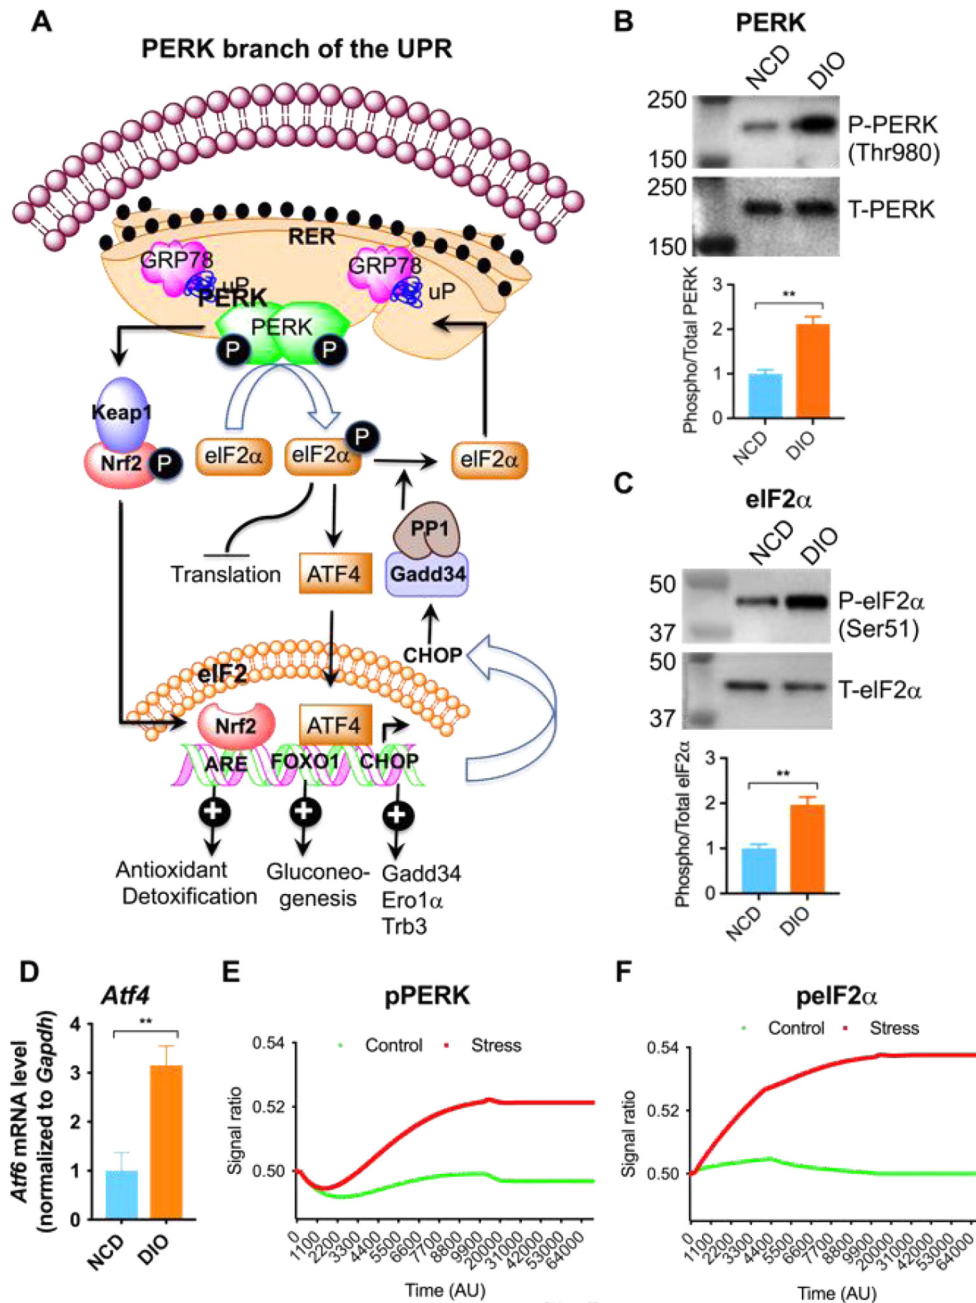 A
PERK branch of the UPR
RER
GRP78
GRP78
uP
uP
PERK
PERK
P
P
Keap1
Nrf2
P
eIF2α
eIF2α
P
eIF2α
PP1
Gadd34
Translation
ATF4
CHOP
eIF2
Nrf2
ATF4
ARE
FOXO1
CHOP
+
+
+
Antioxidant
Detoxification
Gluconeo-
genesis
Gadd34
Ero1α
Trb3
B
PERK
NCD
DIO
250
150
P-PERK
(Thr980)
250
150
T-PERK
Phospho/Total PERK
3
2
1
0
**
NCD
DIO
C
eIF2α
NCD
DIO
50
37
P-eIF2α
(Ser51)
50
37
T-eIF2α
Phospho/Total eIF2α
3
2
1
0
**
NCD
DIO
D
Atf4
Atf6 mRNA level
(normalized to Gapdh)
4
3
2
1
0
**
NCD
DIO
E
pPERK
Control
Stress
Signal ratio
0.54
0.52
0.50
0
1100
2200
3300
4400
5500
6600
7700
8800
9900
20000
31000
42000
53000
64000
Time (AU)
F
peIF2α
Control
Stress
Signal ratio
0.54
0.52
0.50
0
1100
2200
3300
4400
5500
6600
7700
8800
9900
20000
31000
42000
53000
64000
Time (AU)